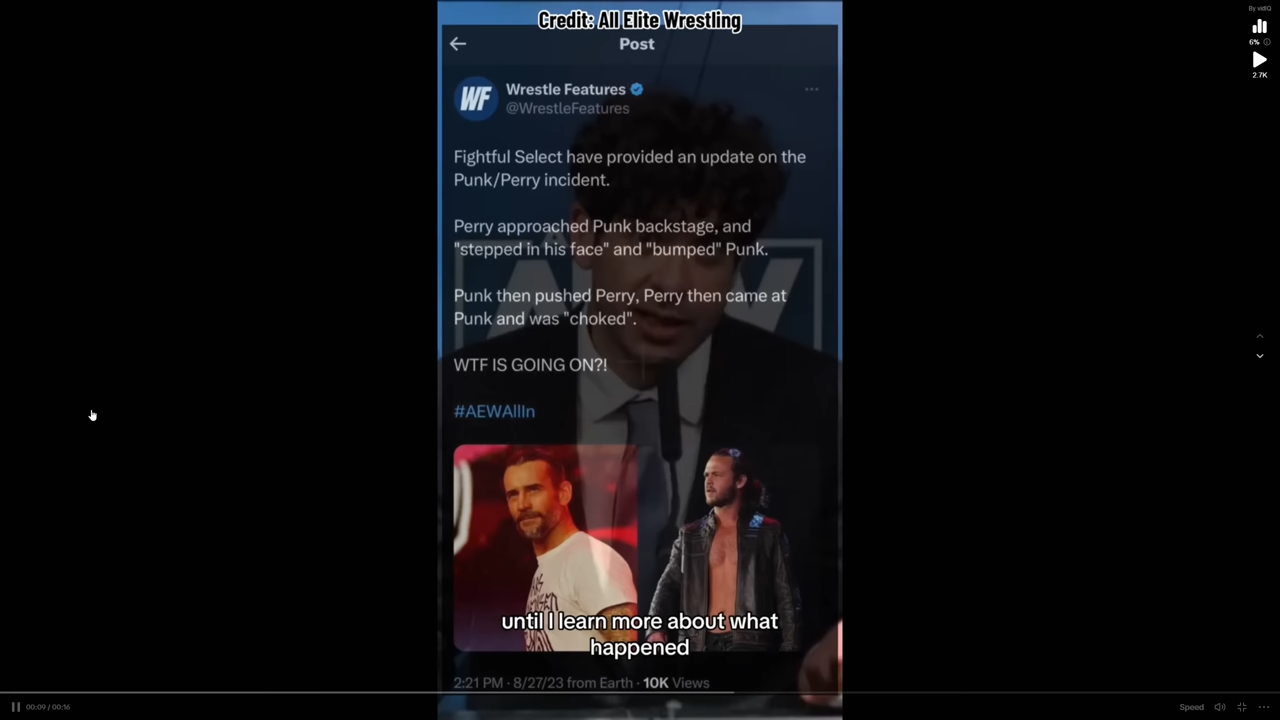 Credit: All Elite Wrestling
Post
By vidIQ
6%
2.7K
WF
Wrestle Features
@WrestleFeatures
Fightful Select have provided an update on the
Punk/Perry incident.
Perry approached Punk backstage, and
"stepped in his face" and "bumped" Punk.
Punk then pushed Perry, Perry then came at
Punk and was "choked".
WTF IS GOING ON?!
#AEWAllIn
until I learn more about what
happened
2:21 PM · 8/27/23 from Earth · 10K Views
00:09 / 00:16
Speed